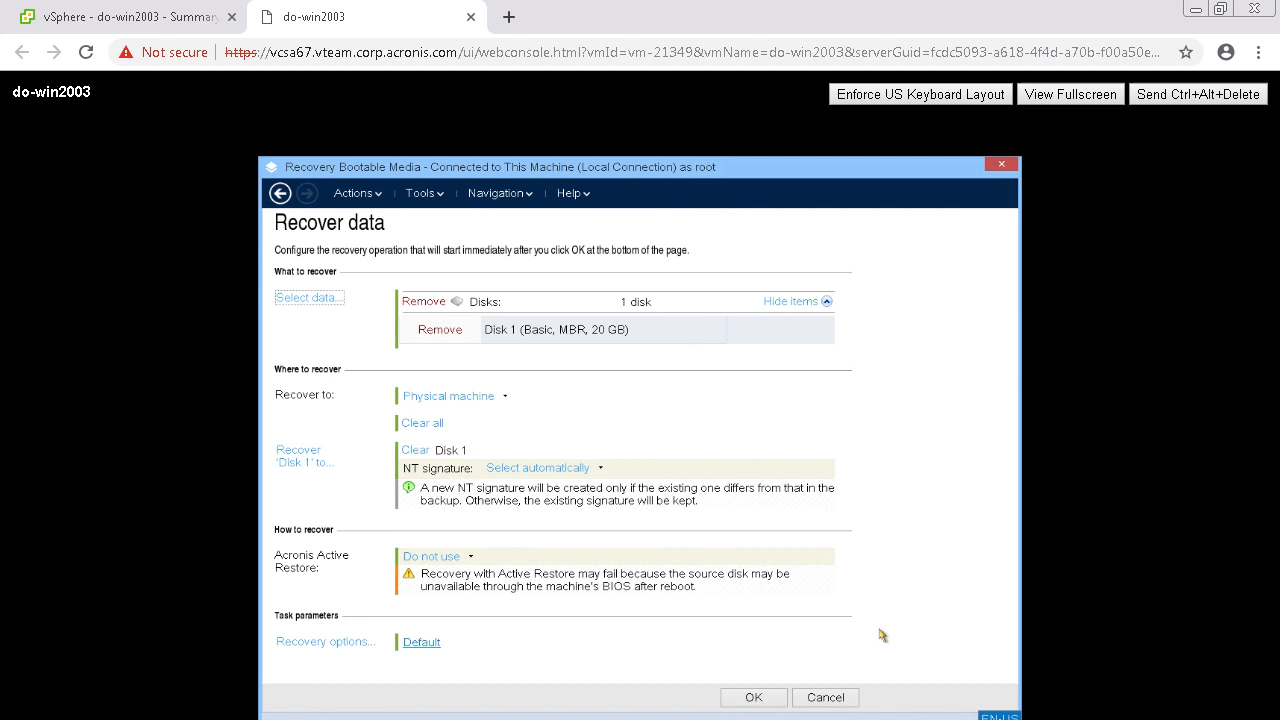 vSphere - do-win2003 - Summary
do-win2003
Not secure
https://vcsa67.vteam.corp.acronis.com/ui/webconsole.html?vmId=vm-21349&vmName=do-win2003&serverGuid=fcdc5093-a618-4f4d-a70b-f00a50e...
do-win2003
Enforce US Keyboard Layout
View Fullscreen
Send Ctrl+Alt+Delete
Recovery Bootable Media - Connected to This Machine (Local Connection) as root
Actions
Tools
Navigation
Help
Recover data
Configure the recovery operation that will start immediately after you click OK at the bottom of the page.
What to recover
Select data...
Remove Disks: 1 disk Hide items
Remove Disk 1 (Basic, MBR, 20 GB)
Where to recover
Recover to: Physical machine
Clear all
Recover
'Disk 1' to...
Clear Disk 1
NT signature: Select automatically
A new NT signature will be created only if the existing one differs from that in the
backup. Otherwise, the existing signature will be kept.
How to recover
Acronis Active
Restore:
Do not use
Recovery with Active Restore may fail because the source disk may be
unavailable through the machine's BIOS after reboot.
Task parameters
Recovery options... Default
OK
Cancel
EN-US